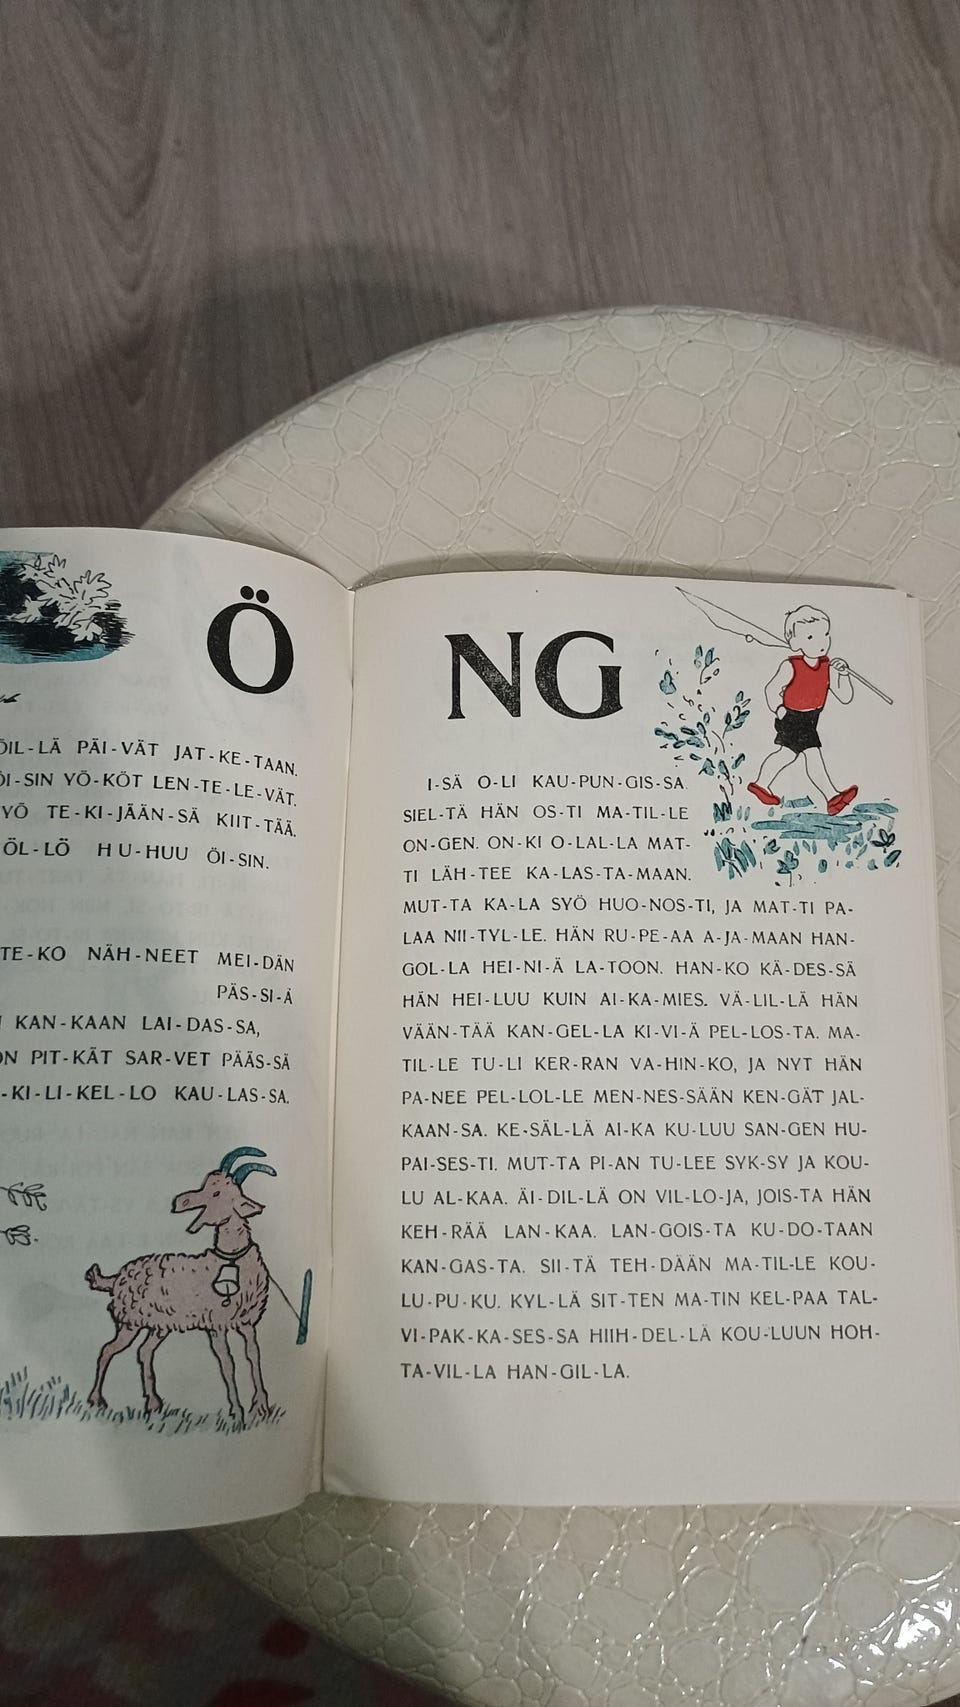 Ö
ÖIL-LÄ PÄI-VÄT JAT-KE-TAAN.
ÖI-SIN YÖ-KÖT LEN-TE-LE-VÄT.
YÖ TE-KI-JÄÄN-SÄ KIIT-TÄÄ.
ÖL-LÖ HU-HUU ÖI-SIN.
TE-KO NÄH-NEET MEI-DÄN
PÄS-SI-Ä
KAN-KAAN LAI-DAS-SA,
ON PIT-KÄT SAR-VET PÄÄS-SÄ
-KI-LI-KEL-LO KAU-LAS-SA.
NG
I-SÄ O-LI KAU-PUN-GIS-SA.
SIEL-TÄ HÄN OS-TI MA-TIL-LE
ON-GEN. ON-KI O-LAL-LA MAT-
TI LÄH-TEE KA-LAS-TA-MAAN.
MUT-TA KA-LA SYÖ HUO-NOS-TI, JA MAT-TI PA-
LAA NII-TYL-LE. HÄN RU-PE-AA A-JA-MAAN HAN-
GOL-LA HEI-NI-Ä LA-TOON. HAN-KO KÄ-DES-SÄ
HÄN HEI-LUU KUIN AI-KA-MIES. VÄ-LIL-LÄ HÄN
VÄÄN-TÄÄ KAN-GEL-LA KI-VI-Ä PEL-LOS-TA. MA-
TIL-LE TU-LI KER-RAN VA-HIN-KO, JA NYT HÄN
PA-NEE PEL-LOL-LE MEN-NES-SÄÄN KEN-GÄT JAL-
KAAN-SA. KE-SÄL-LÄ AI-KA KU-LUU SAN-GEN HU-
PAI-SES-TI. MUT-TA PI-AN TU-LEE SYK-SY JA KOU-
LU AL-KAA. ÄI-DIL-LÄ ON VIL-LO-JA, JOIS-TA HÄN
KEH-RÄÄ LAN-KAA. LAN-GOIS-TA KU-DO-TAAN
KAN-GAS-TA. SII-TÄ TEH-DÄÄN MA-TIL-LE KOU-
LU-PU-KU. KYL-LÄ SIT-TEN MA-TIN KEL-PAA TAL-
VI-PAK-KA-SES-SA HIIH-DEL-LÄ KOU-LUUN HOH-
TA-VIL-LA HAN-GIL-LA.